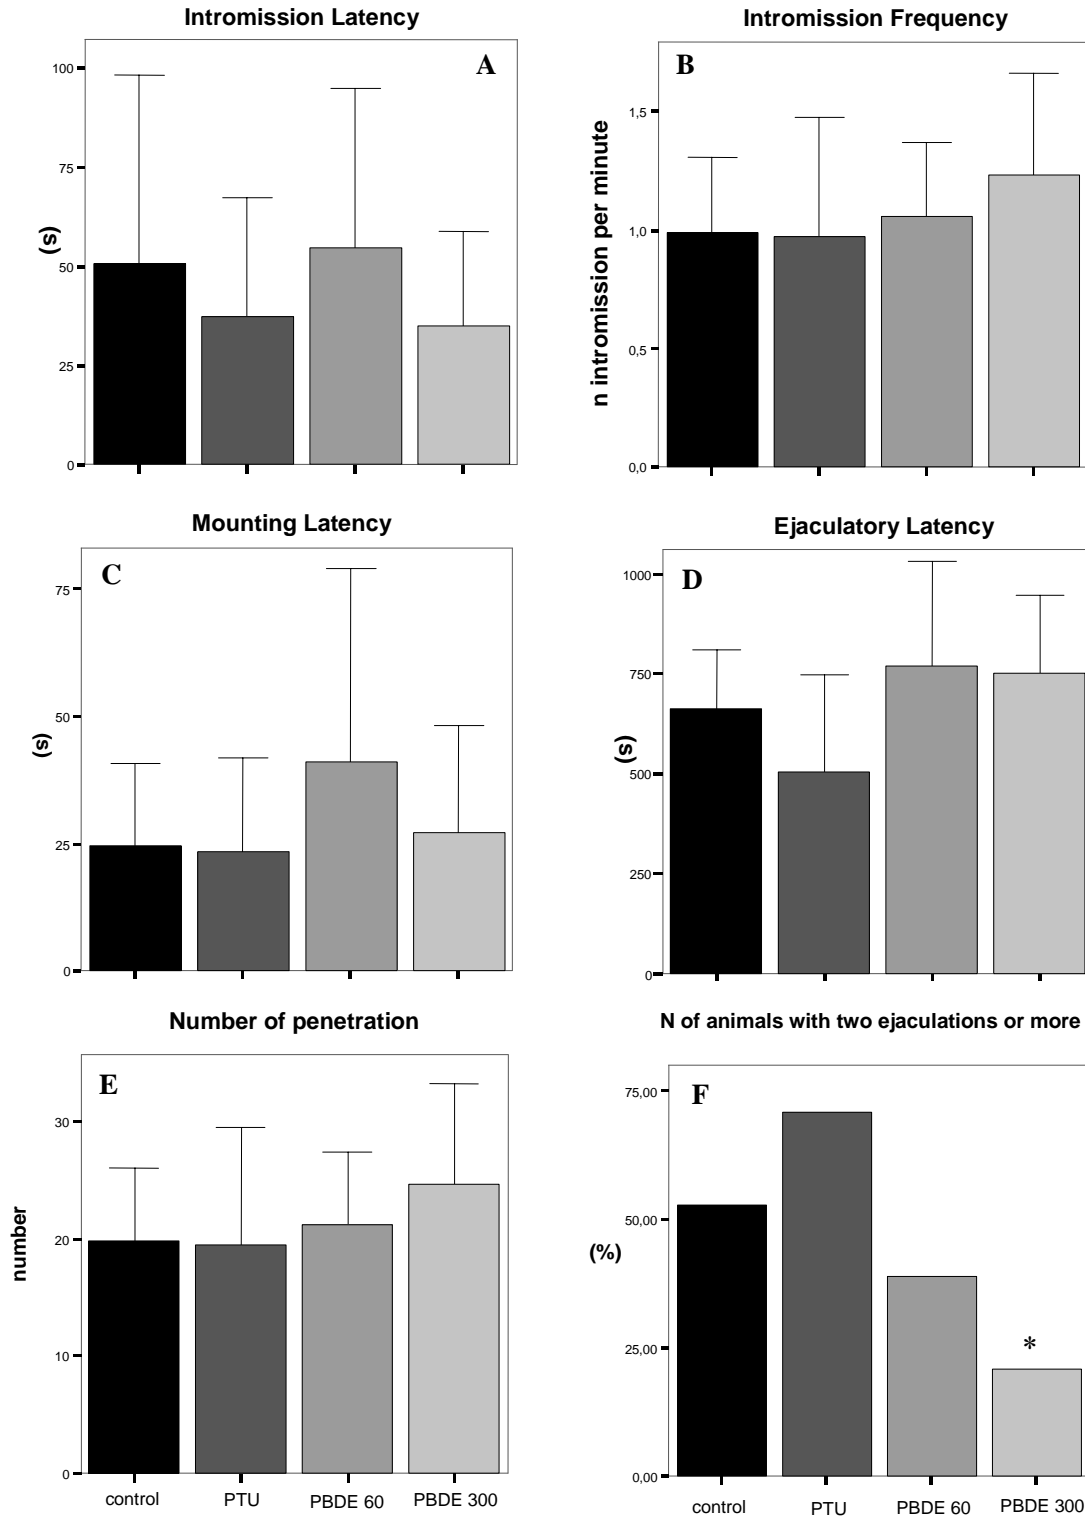 Intromission Latency
A
100
75
50
25
0
(s)
Intromission Frequency
B
1,5
1,0
0,5
0,0
n intromission per minute
Mounting Latency
C
75
50
25
0
(s)
Ejaculatory Latency
D
1000
750
500
250
0
(s)
Number of penetration
E
30
20
10
0
number
control PTU PBDE 60 PBDE 300
N of animals with two ejaculations or more
F
75,00
50,00
25,00
0,00
(%)
*
control PTU PBDE 60 PBDE 300